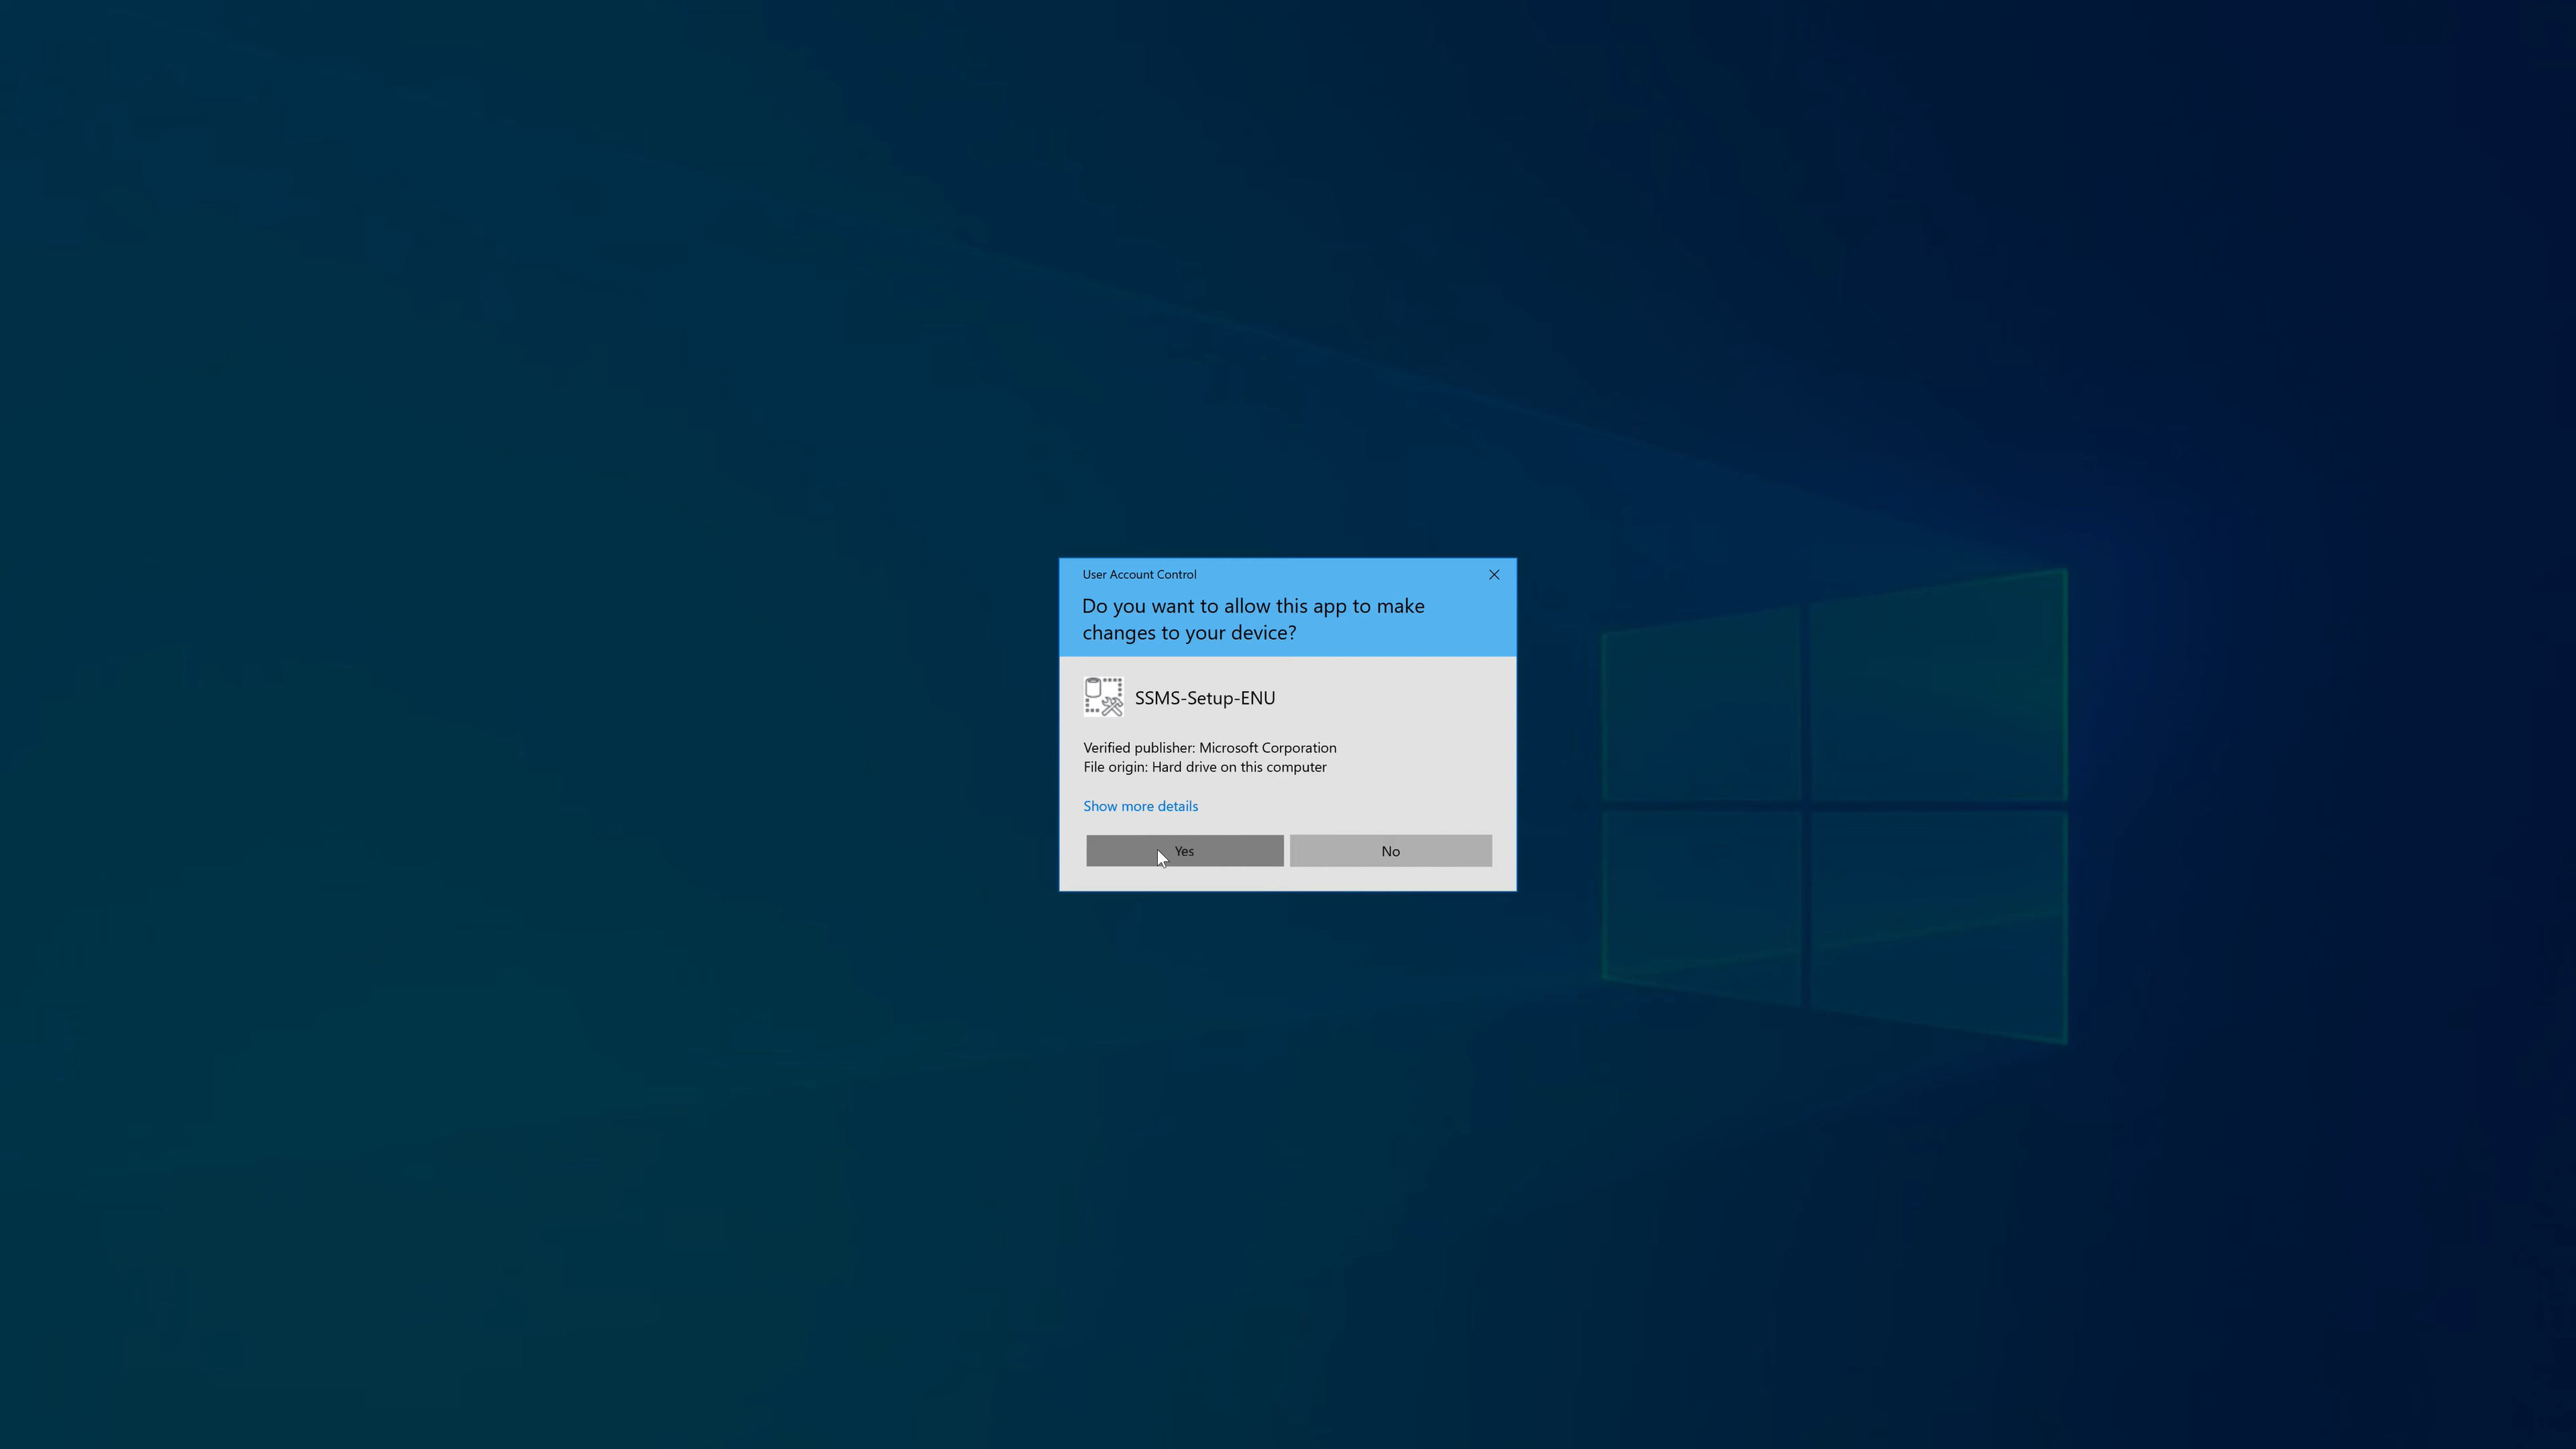 User Account Control
Do you want to allow this app to make
changes to your device?
SSMS-Setup-ENU
Verified publisher: Microsoft Corporation
File origin: Hard drive on this computer
Show more details
Yes
No